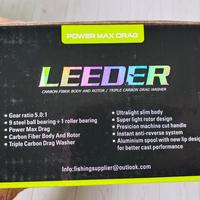 POWER MAX DRAG
LEEDER
CARBON FIBER BODY AND ROTOR / TRIPLE CARBON DRAG WASHER
• Gear ratio 5.0:1
• 9 steel ball bearing + 1 roller bearing
• Power Max Drag
• Carbon Fiber Body And Rotor
• Triple Carbon Drag Washer
• Ultralight slim body
• Super light rotor design
• Presicion machine cut handle
• Instant anti-reverse system
• Aluminium spool with new lip design
for better cast performance
Info:fishingsupplier@outlook.com